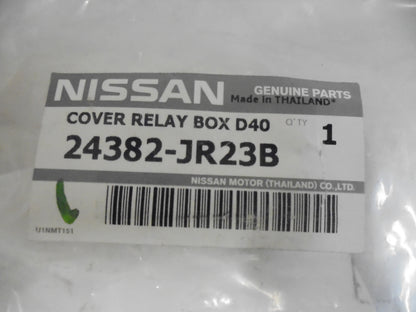 NISSAN GENUINE PARTS
Made in THAILAND*
COVER RELAY BOX D40 Q'TY 1
24382-JR23B
NISSAN MOTOR (THAILAND) CO.,LTD.
U1NMT151